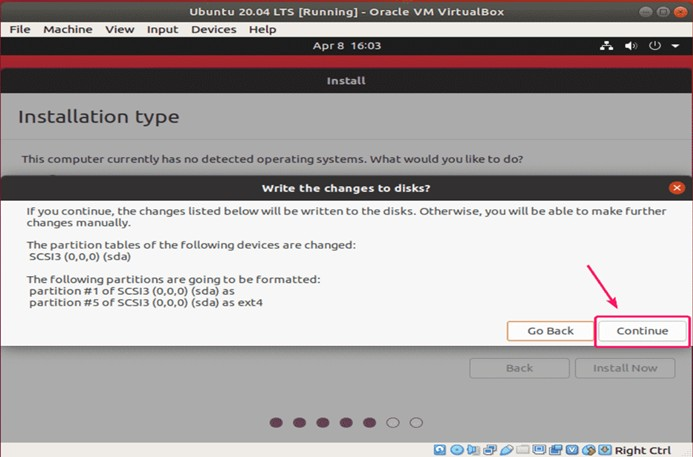 Ubuntu 20.04 LTS [Running] - Oracle VM VirtualBox
File Machine View Input Devices Help
Apr 8 16:03
Install
Installation type
This computer currently has no detected operating systems. What would you like to do?
Write the changes to disks?
If you continue, the changes listed below will be written to the disks. Otherwise, you will be able to make further
changes manually.
The partition tables of the following devices are changed:
SCSI3 (0,0,0) (sda)
The following partitions are going to be formatted:
partition #1 of SCSI3 (0,0,0) (sda) as
partition #5 of SCSI3 (0,0,0) (sda) as ext4
Go Back Continue
Back Install Now
Right Ctrl